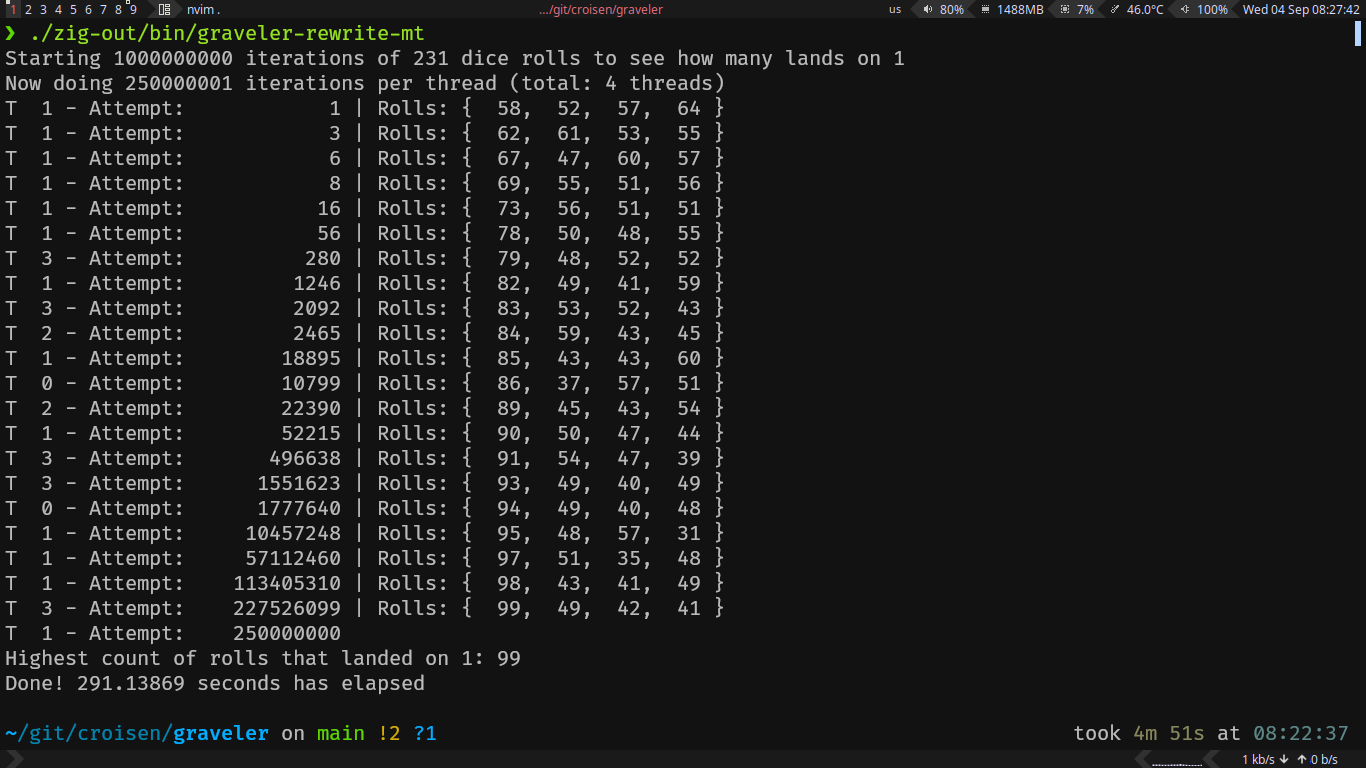 1 2 3 4 5 6 7 8 9 nvim . .../git/croisen/graveler us 80% 1488MB 7% 46.0°C 100% Wed 04 Sep 08:27:42
❯ ./zig-out/bin/graveler-rewrite-mt
Starting 1000000000 iterations of 231 dice rolls to see how many lands on 1
Now doing 250000001 iterations per thread (total: 4 threads)
T  1 - Attempt:            1 | Rolls: {  58,  52,  57,  64 }
T  1 - Attempt:            3 | Rolls: {  62,  61,  53,  55 }
T  1 - Attempt:            6 | Rolls: {  67,  47,  60,  57 }
T  1 - Attempt:            8 | Rolls: {  69,  55,  51,  56 }
T  1 - Attempt:           16 | Rolls: {  73,  56,  51,  51 }
T  1 - Attempt:           56 | Rolls: {  78,  50,  48,  55 }
T  3 - Attempt:          280 | Rolls: {  79,  48,  52,  52 }
T  1 - Attempt:         1246 | Rolls: {  82,  49,  41,  59 }
T  3 - Attempt:         2092 | Rolls: {  83,  53,  52,  43 }
T  2 - Attempt:         2465 | Rolls: {  84,  59,  43,  45 }
T  1 - Attempt:        18895 | Rolls: {  85,  43,  43,  60 }
T  0 - Attempt:        10799 | Rolls: {  86,  37,  57,  51 }
T  2 - Attempt:        22390 | Rolls: {  89,  45,  43,  54 }
T  1 - Attempt:        52215 | Rolls: {  90,  50,  47,  44 }
T  3 - Attempt:       496638 | Rolls: {  91,  54,  47,  39 }
T  3 - Attempt:      1551623 | Rolls: {  93,  49,  40,  49 }
T  0 - Attempt:      1777640 | Rolls: {  94,  49,  40,  48 }
T  1 - Attempt:     10457248 | Rolls: {  95,  48,  57,  31 }
T  1 - Attempt:     57112460 | Rolls: {  97,  51,  35,  48 }
T  1 - Attempt:    113405310 | Rolls: {  98,  43,  41,  49 }
T  3 - Attempt:    227526099 | Rolls: {  99,  49,  42,  41 }
T  1 - Attempt:    250000000
Highest count of rolls that landed on 1: 99
Done! 291.13869 seconds has elapsed
~/git/croisen/graveler on main !2 ?1 took 4m 51s at 08:22:37
1 kb/s 0 b/s